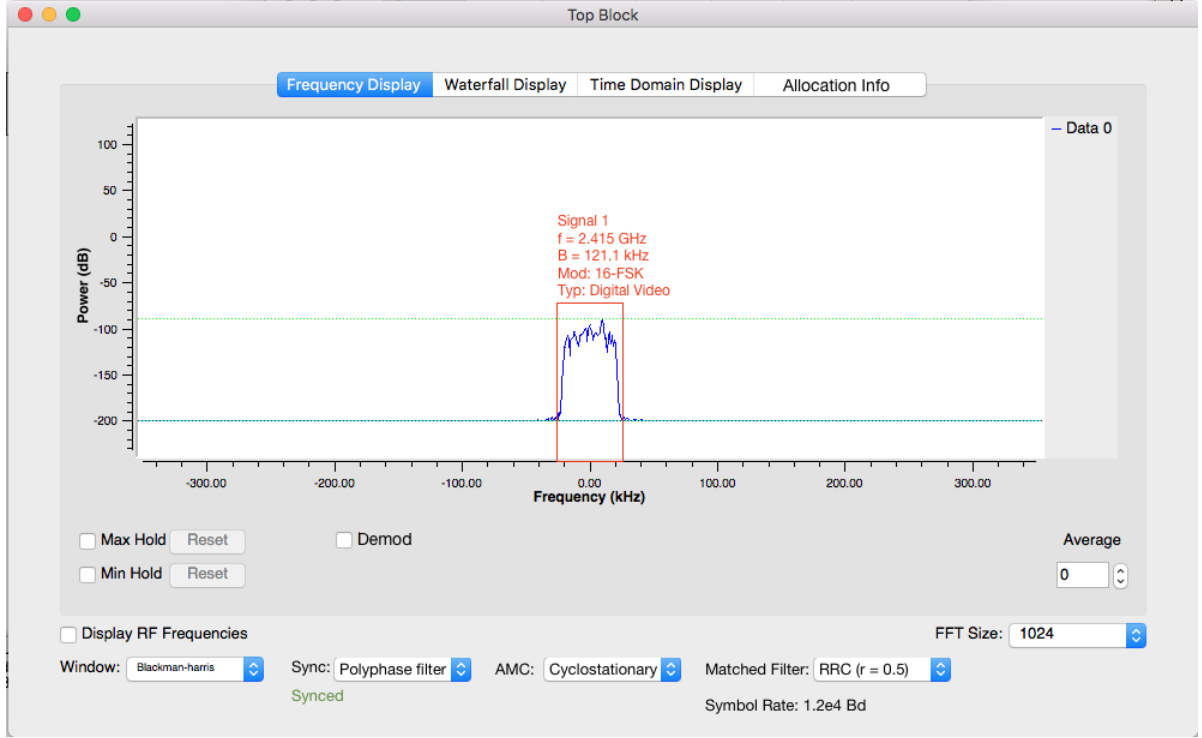 Top Block
Frequency Display Waterfall Display Time Domain Display Allocation Info
Data 0
100
50
0
-50
-100
-150
-200
Power (dB)
Signal 1
f = 2.415 GHz
B = 121.1 kHz
Mod: 16-FSK
Typ: Digital Video
-300.00 -200.00 -100.00 0.00 100.00 200.00 300.00
Frequency (kHz)
Max Hold Reset Demod Average
Min Hold Reset 0
Display RF Frequencies FFT Size: 1024
Window: Blackman-harris Sync: Polyphase filter AMC: Cyclostationary Matched Filter: RRC (r = 0.5)
Synced
Symbol Rate: 1.2e4 Bd